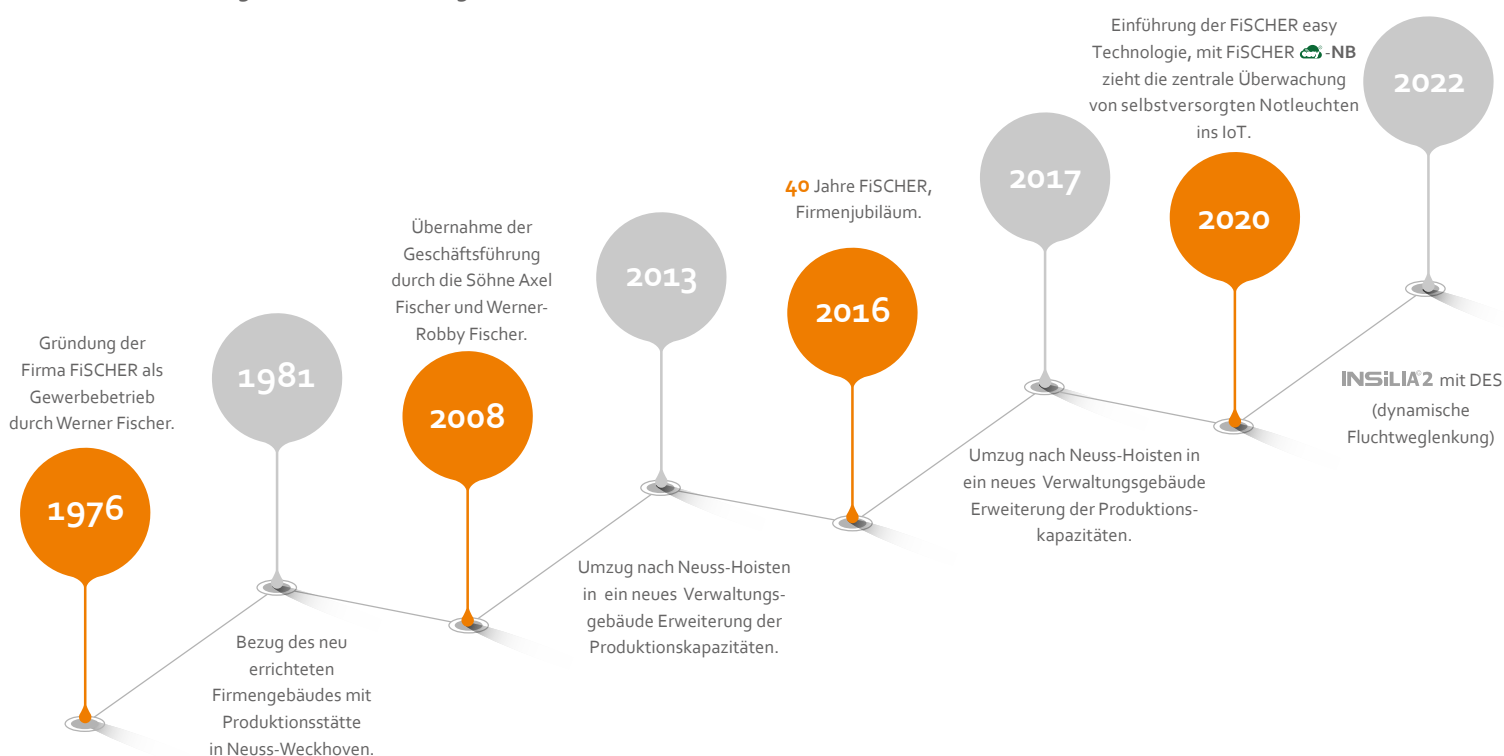 Gründung der
Firma FiSCHER als
Gewerbebetrieb
durch Werner Fischer.
1976
1981
Bezug des neu
errichteten
Firmengebäudes mit
Produktionsstätte
in Neuss-Weckhoven.
Übernahme der
Geschäftsführung
durch die Söhne Axel
Fischer und Werner-
Robby Fischer.
2008
2013
Umzug nach Neuss-Hoisten
in ein neues Verwaltungs-
gebäude Erweiterung der
Produktionskapazitäten.
40 Jahre FiSCHER,
Firmenjubiläum.
2016
2017
Umzug nach Neuss-Hoisten in
ein neues Verwaltungsgebäude
Erweiterung der Produktions-
kapazitäten.
Einführung der FiSCHER easy
Technologie, mit FiSCHER -NB
zieht die zentrale Überwachung
von selbstversorgten Notleuchten
ins IoT.
2020
2022
INSiLIA®2 mit DES
(dynamische
Fluchtweglenkung)